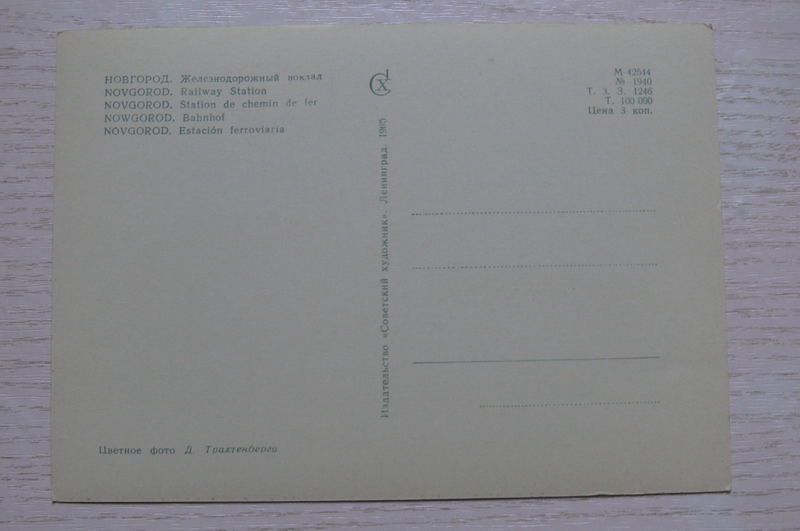 НОВГОРОД. Железнодорожный вокзал
NOVGOROD. Railway Station
NOVGOROD. Station de chemin de fer
NOWGOROD. Bahnhof
NOVGOROD. Estación ferroviaria
Цветное фото Д. Трахтенберга
Издательство «Советский художник». Ленинград. 1965
М-42544
№ 1940
Т. з. 3. 1246
Т. 100 000
Цена 3 коп.